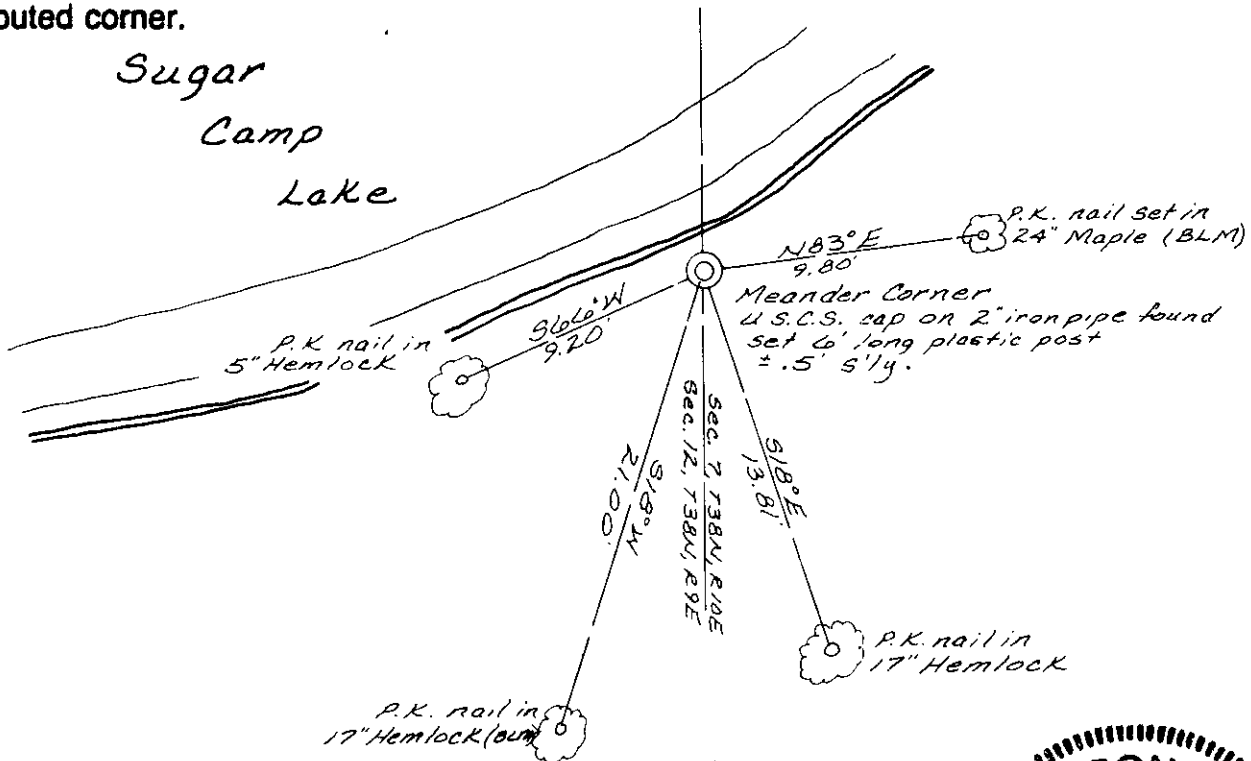 corner.
Sugar
Camp
Lake
P.K. nail set in
24" Maple (BLM)
N83°E
9.80'
Meander Corner
U.S.C.S. cap on 2" iron pipe found
set 6' long plastic post
± .5' S'ly.
S66°W
9.20'
P.K. nail in
5" Hemlock
S18°W
21.00'
Sec. 12, T38N, R9E
Sec. 7, T38N, R10E
S18°E
13.81'
P.K. nail in
17" Hemlock
P.K. nail in
17" Hemlock (BLM)